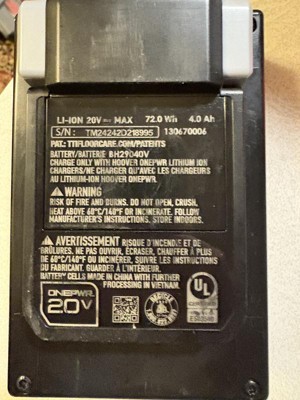 LI-ION 20V MAX 72.0 Wh 4.0 Ah
S/N: TM24242D218995 130670006
PAT.: TTIFLOORCARE.COM/PATENTS
BATTERY/BATTERIE BH29040V
CHARGE ONLY WITH HOOVER ONEPWR LITHIUM ION
CHARGERS/NE CHARGER QU'AVEC LES CHARGEURS
AU LITHIUM-ION HOOVER ONEPWR.
WARNING
RISK OF FIRE AND BURNS. DO NOT OPEN, CRUSH,
HEAT ABOVE 60°C/140°F OR INCINERATE. FOLLOW
MANUFACTURER'S INSTRUCTIONS. STORE INDOORS.
AVERTISSEMENT RISQUE D'INCENDIE ET DE
BRÛLURES. NE PAS OUVRIR, ÉCRASER, CHAUFFER À PLUS
DE 60°C/140°F OU INCINÉRER. SUIVRE LES INSTRUCTIONS
DU FABRICANT. GARDER À L'INTÉRIEUR.
BATTERY CELLS MADE IN CHINA WITH FURTHER
PROCESSING IN VIETNAM.
ONEPWR
20V
UL